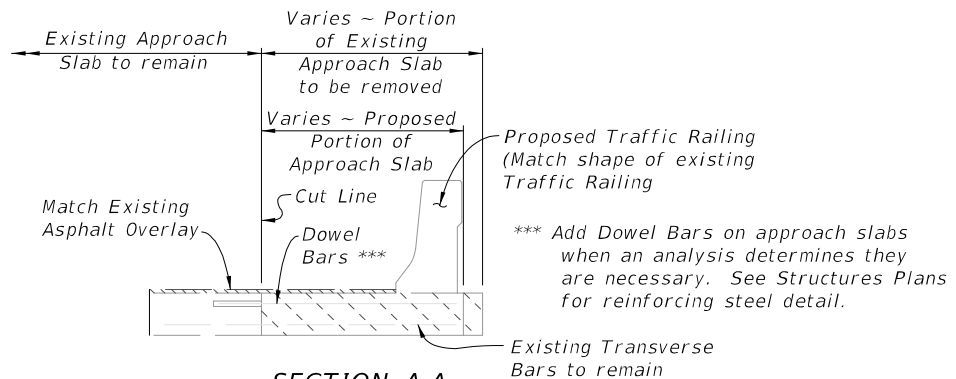 Existing Approach
Slab to remain
Varies ~ Portion
of Existing
Approach Slab
to be removed
Varies ~ Proposed
Portion of
Approach Slab
Proposed Traffic Railing
(Match shape of existing
Traffic Railing
Cut Line
Match Existing
Asphalt Overlay
Dowel
Bars ***
*** Add Dowel Bars on approach slabs
when an analysis determines they
are necessary.  See Structures Plans
for reinforcing steel detail.
Existing Transverse
Bars to remain
SECTION A-A